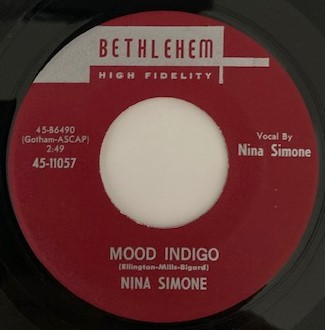 BETHLEHEM
HIGH FIDELITY
45-B6490
(Gotham-ASCAP)
2:49
45-11057
Vocal By
Nina Simone
MOOD INDIGO
(Ellington-Mills-Bigard)
NINA SIMONE